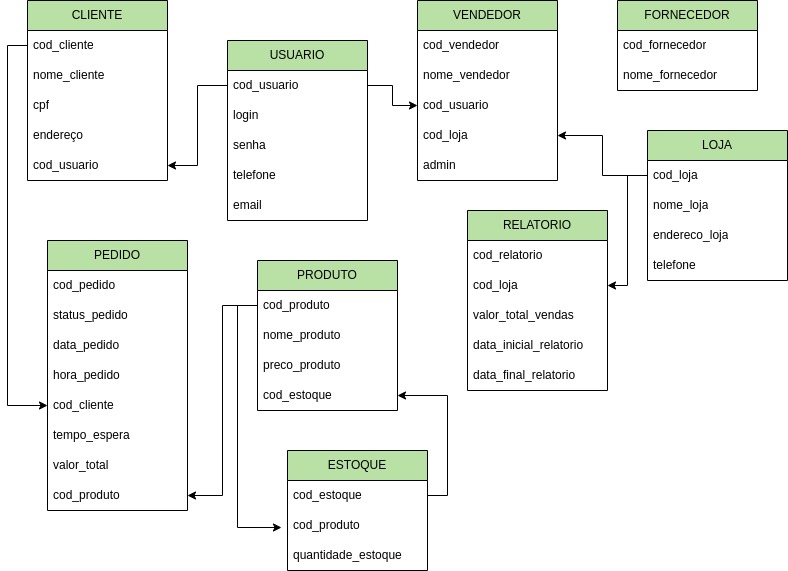 CLIENTE
cod_cliente
nome_cliente
cpf
endereço
cod_usuario
USUARIO
cod_usuario
login
senha
telefone
email
VENDEDOR
cod_vendedor
nome_vendedor
cod_usuario
cod_loja
admin
FORNECEDOR
cod_fornecedor
nome_fornecedor
LOJA
cod_loja
nome_loja
endereco_loja
telefone
PEDIDO
cod_pedido
status_pedido
data_pedido
hora_pedido
cod_cliente
tempo_espera
valor_total
cod_produto
PRODUTO
cod_produto
nome_produto
preco_produto
cod_estoque
RELATORIO
cod_relatorio
cod_loja
valor_total_vendas
data_inicial_relatorio
data_final_relatorio
ESTOQUE
cod_estoque
cod_produto
quantidade_estoque